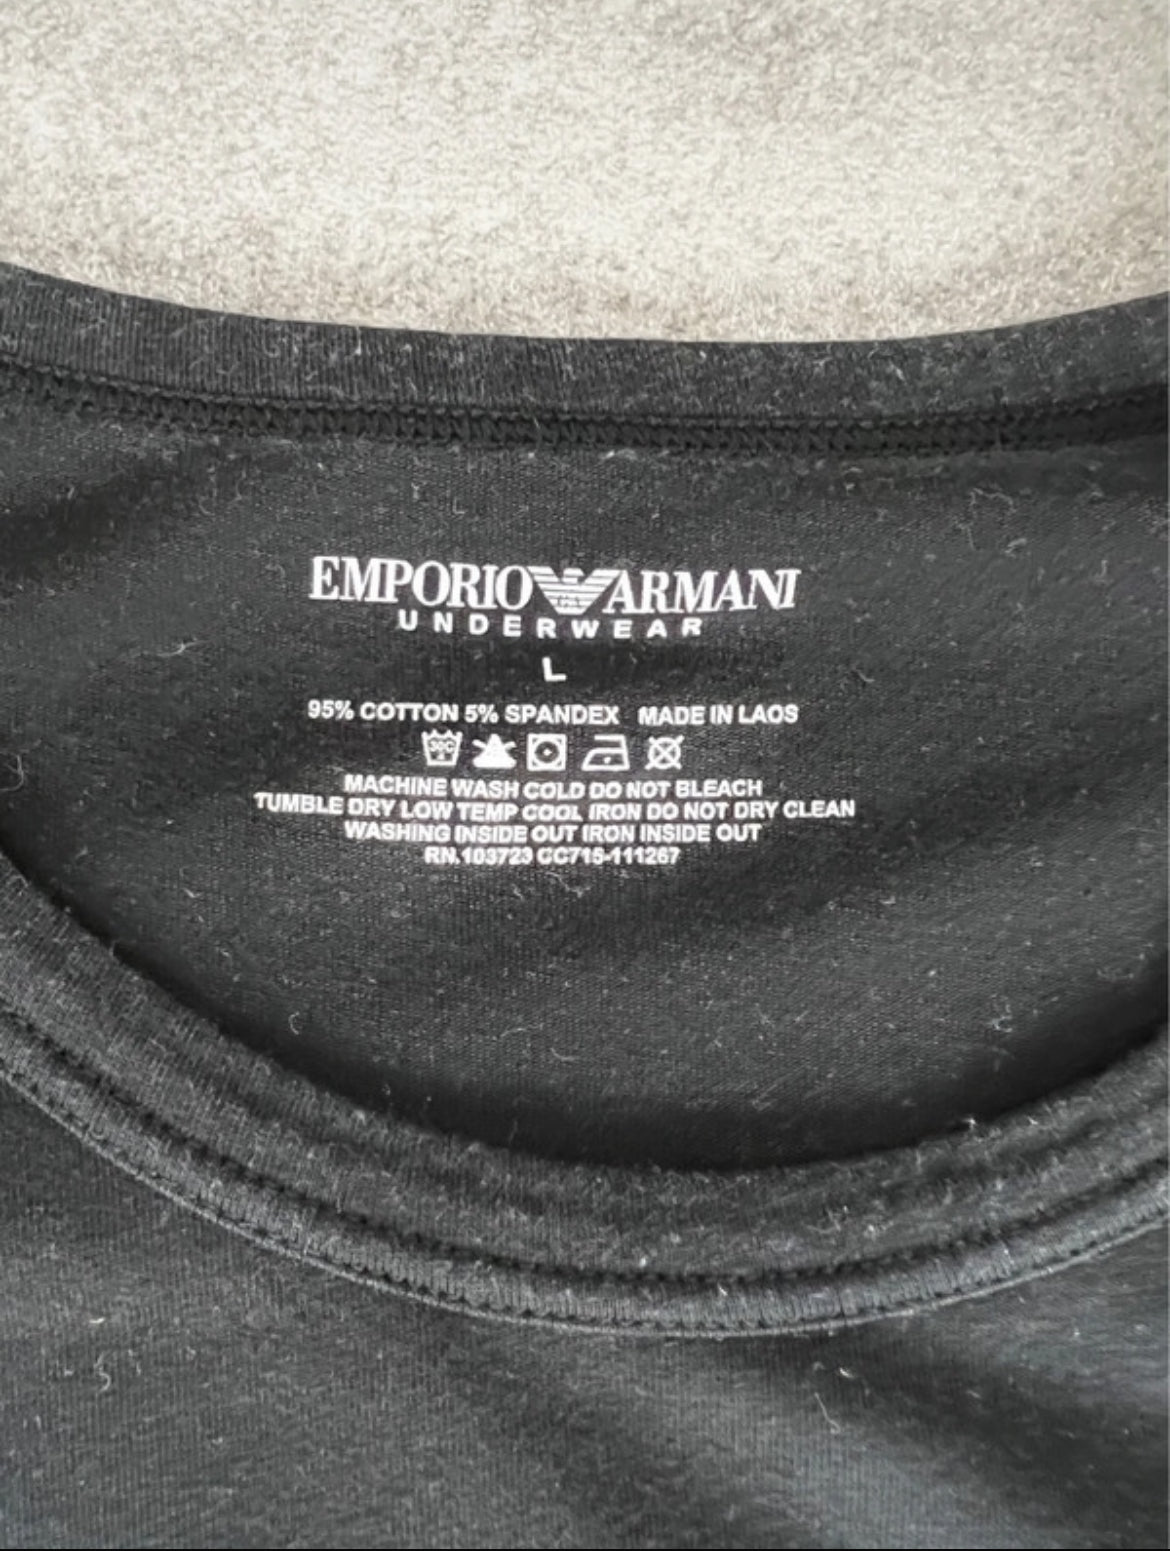 EMPORIO ARMANI
UNDERWEAR
L
95% COTTON 5% SPANDEX MADE IN LAOS
MACHINE WASH COLD DO NOT BLEACH
TUMBLE DRY LOW TEMP COOL IRON DO NOT DRY CLEAN
WASHING INSIDE OUT IRON INSIDE OUT
RN.103723 CC715-111267